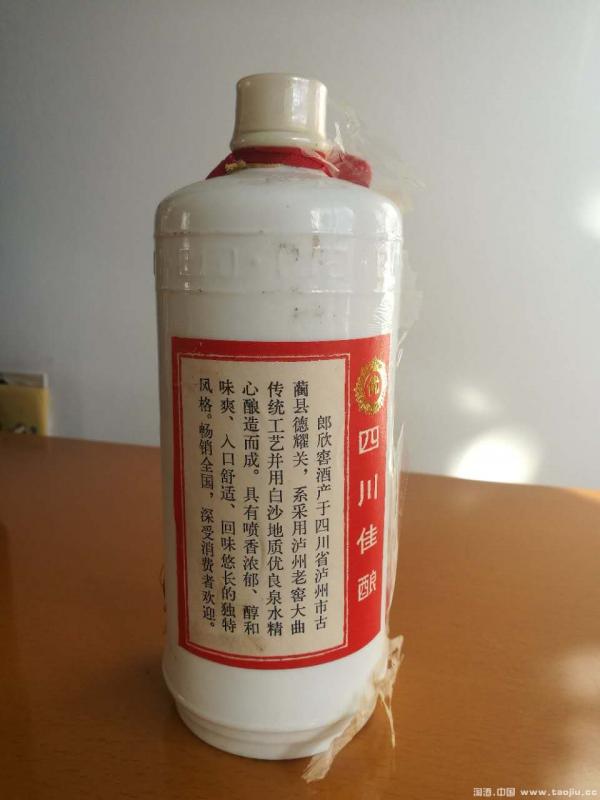 优
四川佳酿
郎欣窖酒产于四川省泸州市古
蔺县德耀关，系采用泸州老窖大曲
传统工艺并用白沙地质优良泉水精
心酿造而成。具有喷香浓郁、醇和
味爽、入口舒适、回味悠长的独特
风格。畅销全国，深受消费者欢迎。
淘酒.中国 www.taojiu.cc